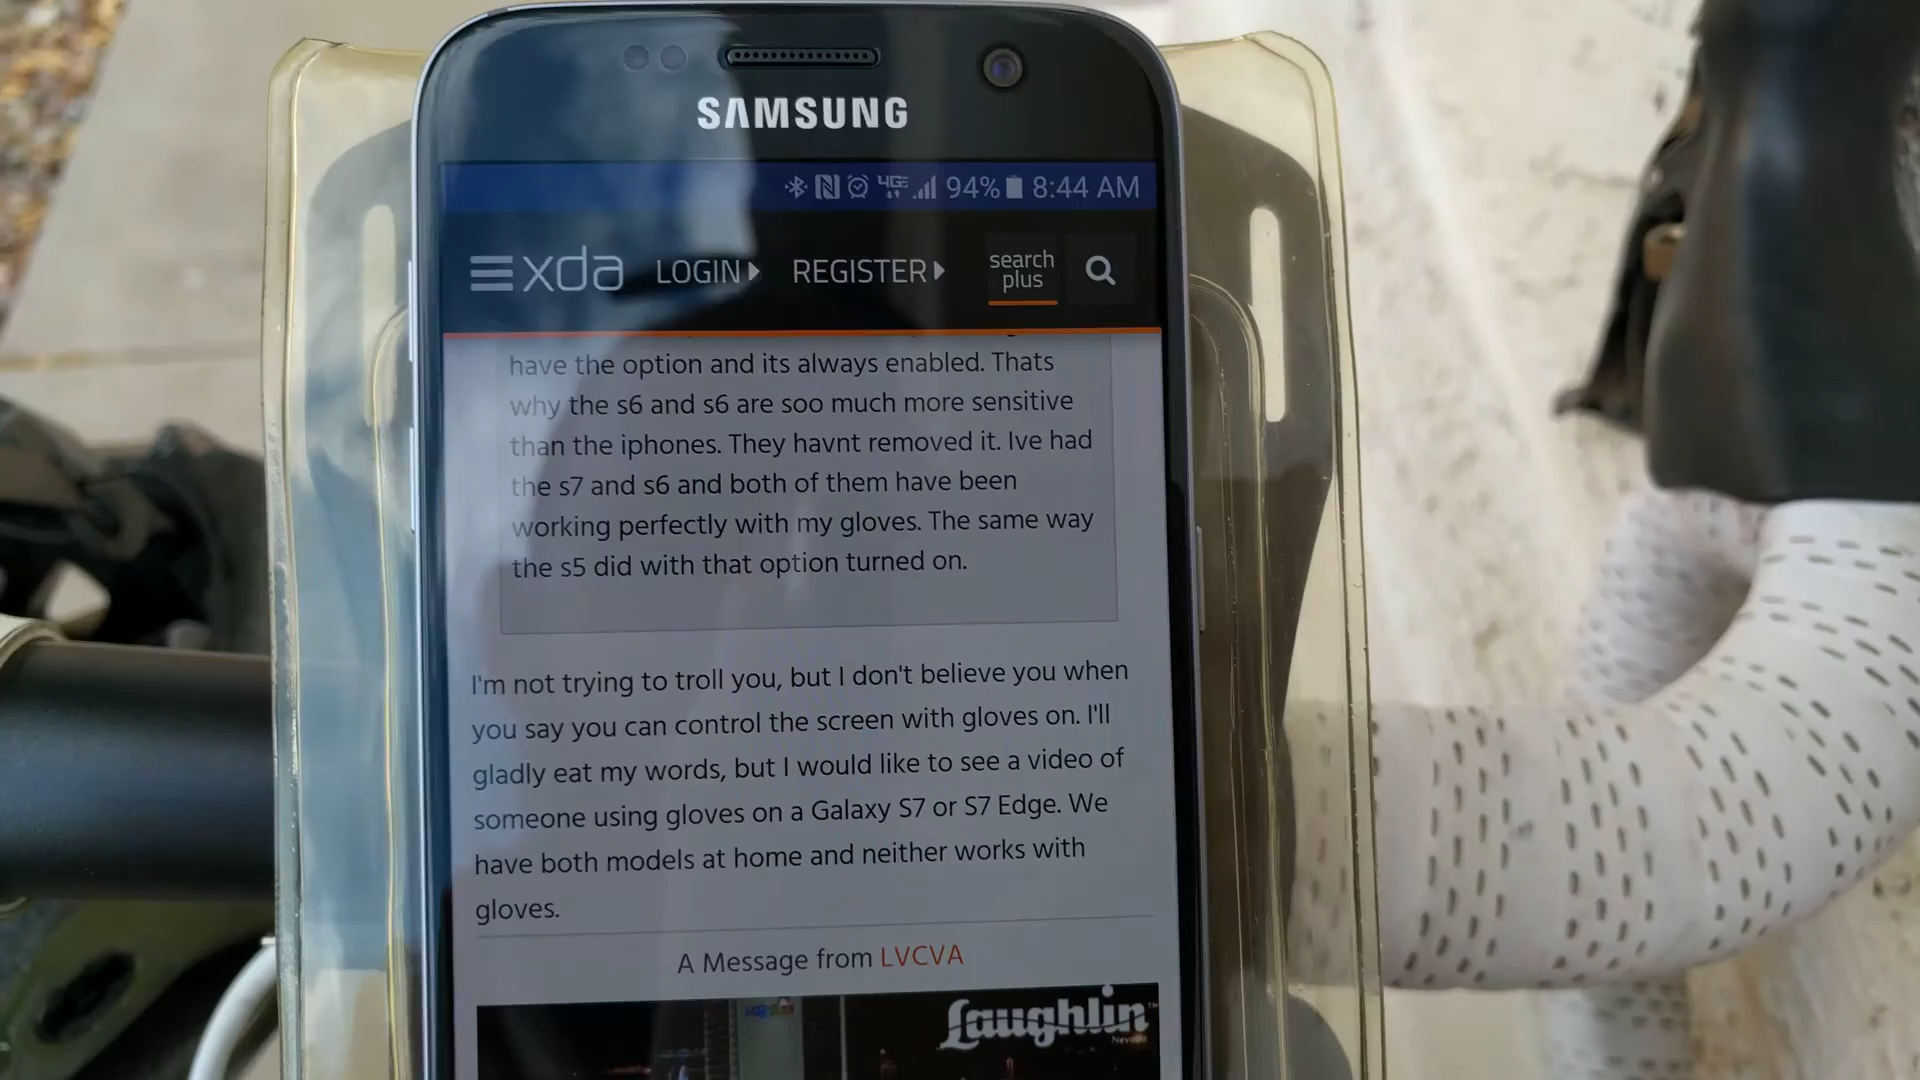 SAMSUNG
4G 94% 8:44 AM
xda LOGIN REGISTER search plus
have the option and its always enabled. Thats
why the s6 and s6 are soo much more sensitive
than the iphones. They havnt removed it. Ive had
the s7 and s6 and both of them have been
working perfectly with my gloves. The same way
the s5 did with that option turned on.
I'm not trying to troll you, but I don't believe you when
you say you can control the screen with gloves on. I'll
gladly eat my words, but I would like to see a video of
someone using gloves on a Galaxy S7 or S7 Edge. We
have both models at home and neither works with
gloves.
A Message from LVCVA
Laughlin
Nevada